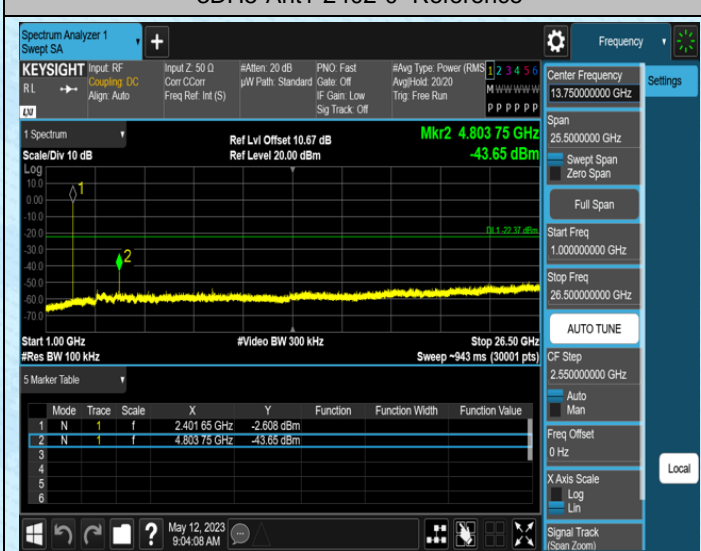 Spectrum Analyzer 1
Swept SA
+
Frequency
KEYSIGHT Input: RF Input Z: 50 Ω #Atten: 20 dB PNO: Fast #Avg Type: Power (RMS 1 2 3 4 5 6
RL Coupling: DC Corr CCorr µW Path: Standard Gate: Off Avg|Hold: 20/20 M W W W W W
Align: Auto Freq Ref: Int (S) IF Gain: Low Trig: Free Run
Sig Track: Off P P P P P P
LXI
1 Spectrum
Scale/Div 10 dB
Log
Ref Lvl Offset 10.67 dB
Ref Level 20.00 dBm
Mkr2 4.803 75 GHz
-43.65 dBm
10.0
0.00
-10.0
-20.0
-30.0
-40.0
-50.0
-60.0
-70.0
1
2
DL1 -22.37 dBm
Start 1.00 GHz #Video BW 300 kHz Stop 26.50 GHz
#Res BW 100 kHz Sweep ~943 ms (30001 pts)
5 Marker Table
Mode Trace Scale X Y Function Function Width Function Value
1 N 1 f 2.401 65 GHz -2.608 dBm
2 N 1 f 4.803 75 GHz -43.65 dBm
3
4
5
6
May 12, 2023
9:04:08 AM
?
Center Frequency
13.750000000 GHz
Settings
Span
25.5000000 GHz
Swept Span
Zero Span
Full Span
Start Freq
1.000000000 GHz
Stop Freq
26.500000000 GHz
AUTO TUNE
CF Step
2.550000000 GHz
Auto
Man
Freq Offset
0 Hz
Local
X Axis Scale
Log
Lin
Signal Track
(Span Zoom)